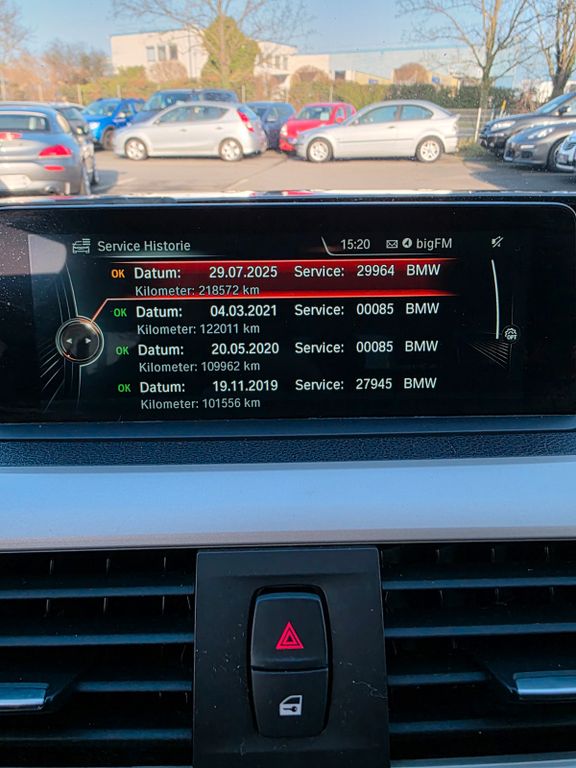 Service Historie 15:20 bigFM
OK Datum: 29.07.2025 Service: 29964 BMW
Kilometer: 218572 km
OK Datum: 04.03.2021 Service: 00085 BMW
Kilometer: 122011 km
OK Datum: 20.05.2020 Service: 00085 BMW
Kilometer: 109962 km
OK Datum: 19.11.2019 Service: 27945 BMW
Kilometer: 101556 km
OPT